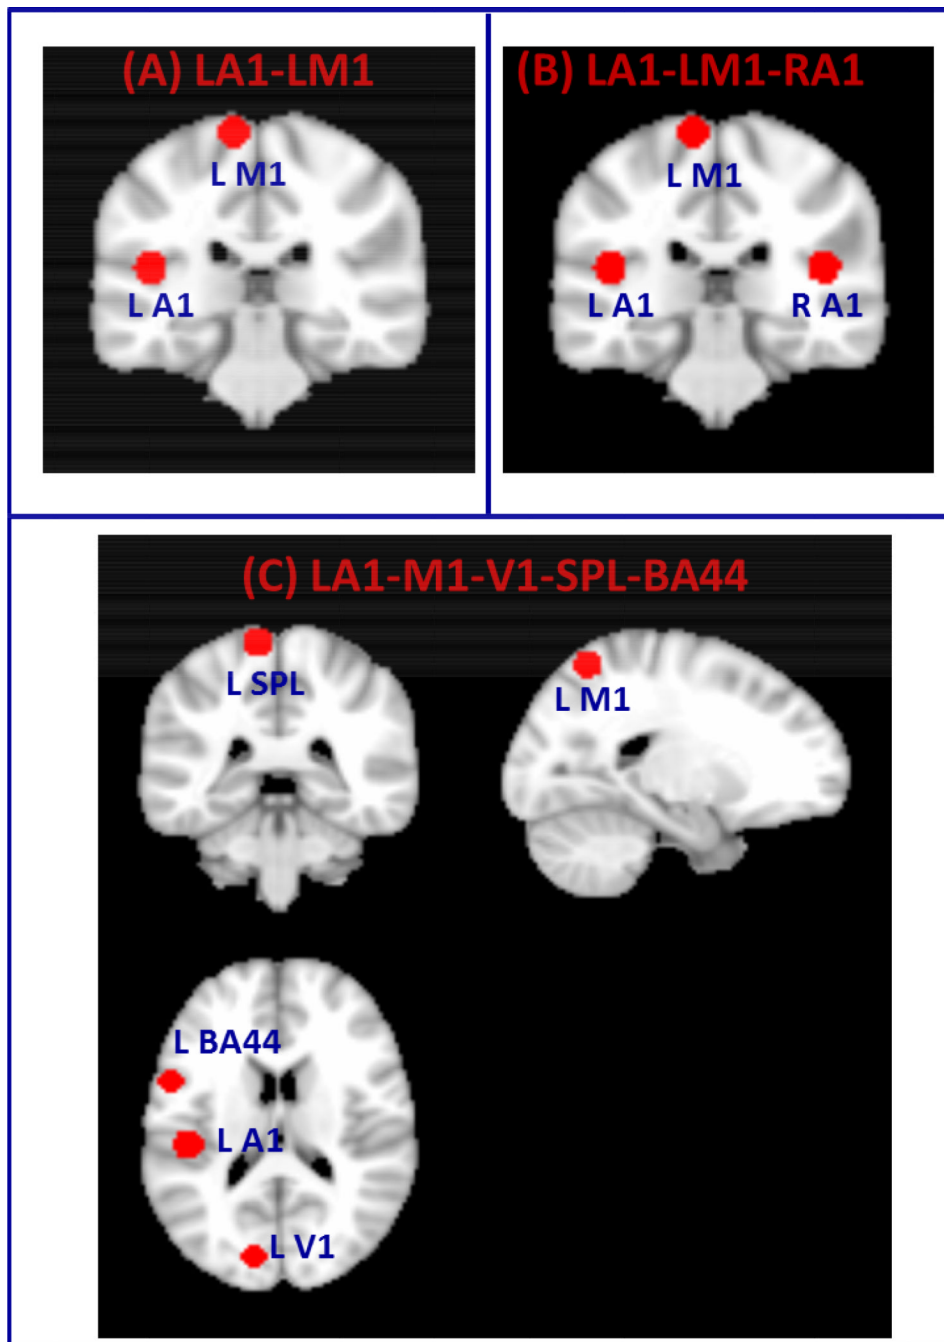 (A) LA1-LM1
L M1
L A1
(B) LA1-LM1-RA1
L M1
L A1
R A1
(C) LA1-M1-V1-SPL-BA44
L SPL
L M1
L BA44
L A1
L V1